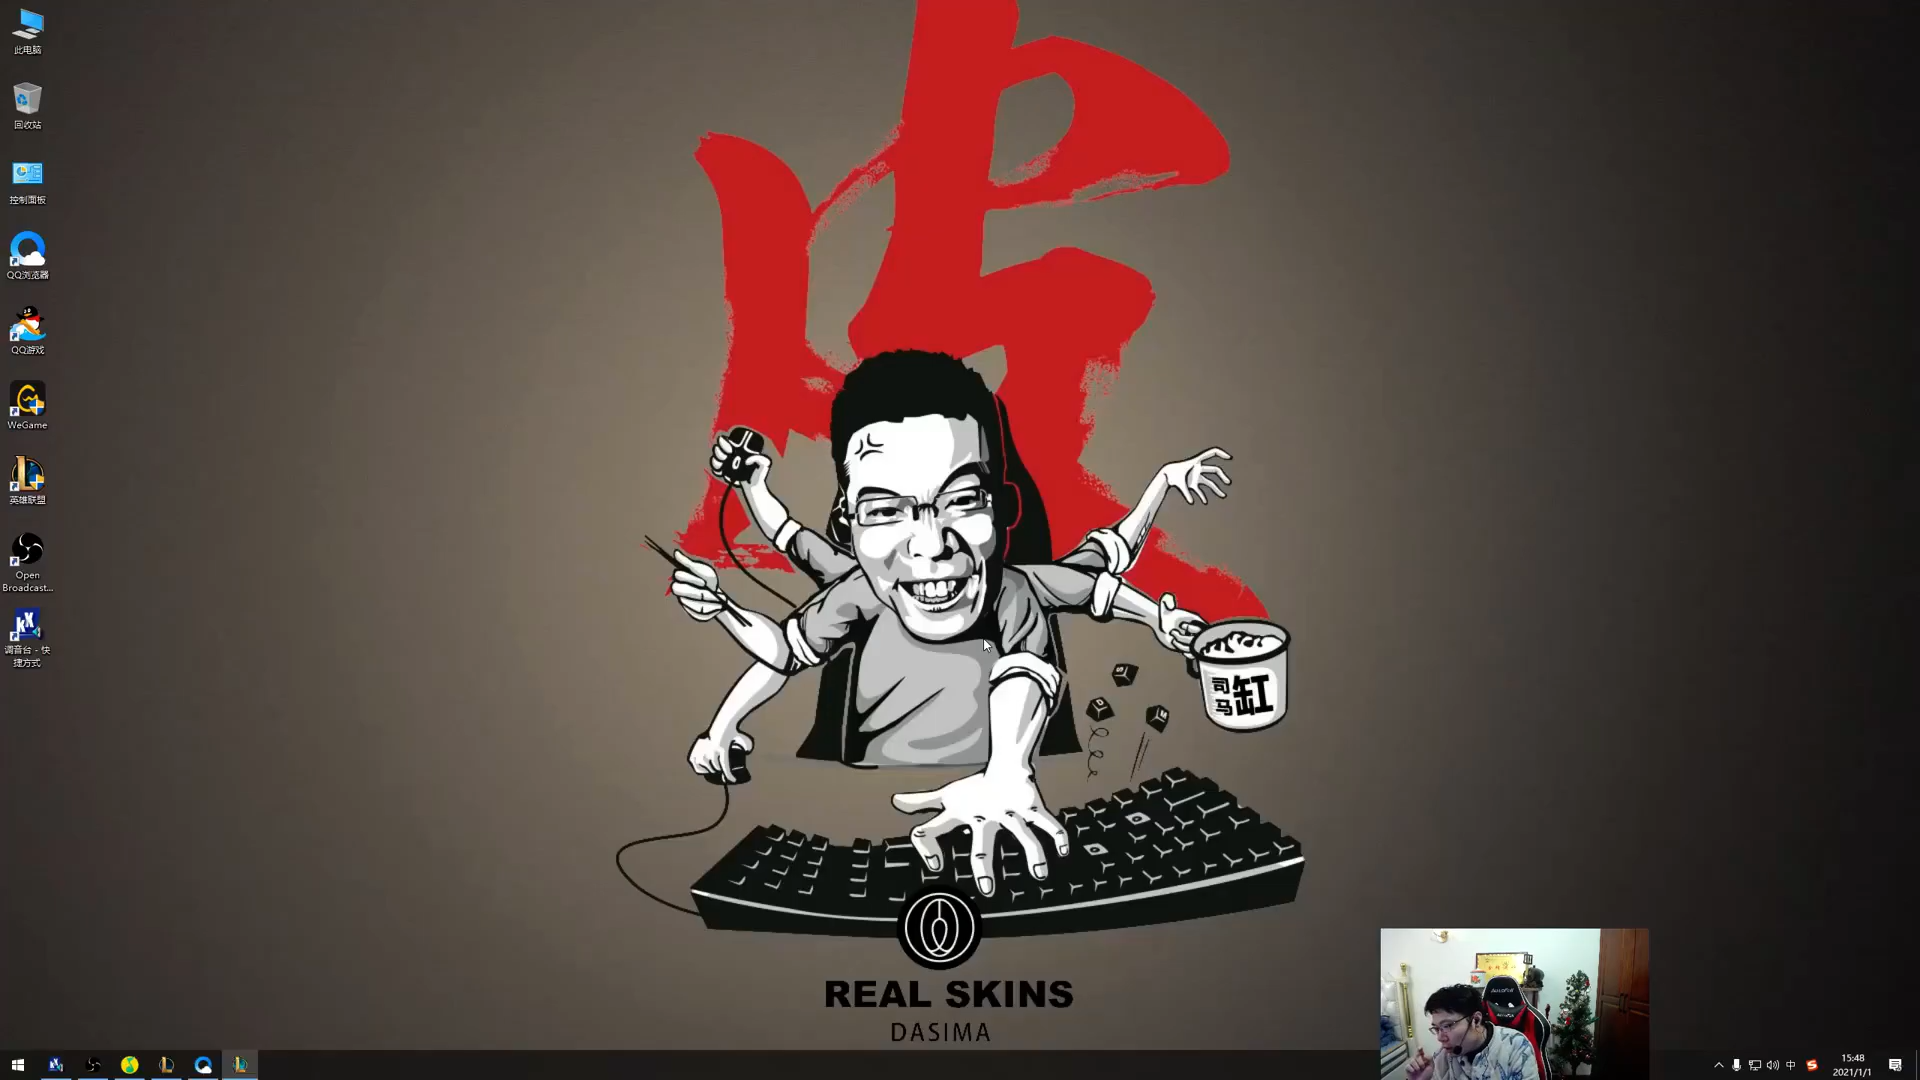 此电脑
回收站
控制面板
QQ浏览器
QQ游戏
WeGame
英雄联盟
Open
Broadcast...
调音台 - 快
捷方式
司马
缸
REAL SKINS
DASIMA
中
15:48
2021/1/1